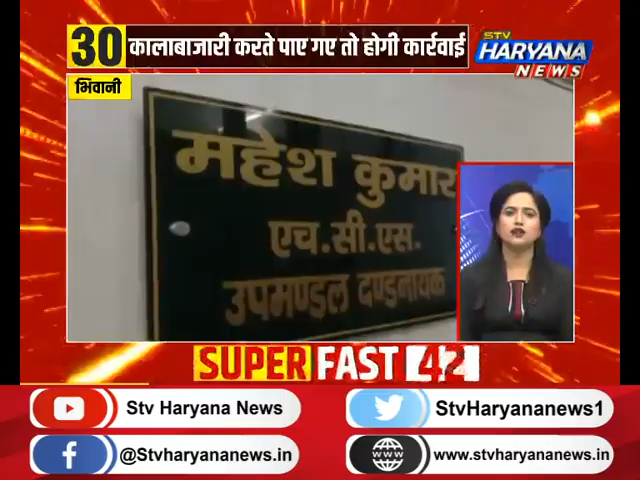 30 कालाबाजारी करते पाए गए तो होगी कार्रवाई
STV
HARYANA
NEWS
भिवानी
महेश कुमार
एच.सी.एस.
उपमण्डल दण्डनायक
SUPER FAST 42
Stv Haryana News
StvHaryananews1
@Stvharyananews.in
www.stvharyananews.in